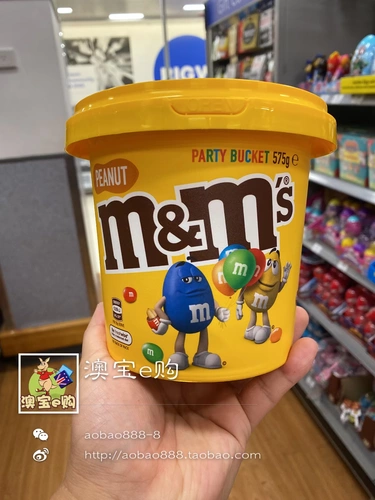 PARTY BUCKET 575g e
PEANUT
m&m's
®
m
m
m
m
澳宝e购
澳宝e购
aobao888-8
http://aobao888.taobao.com